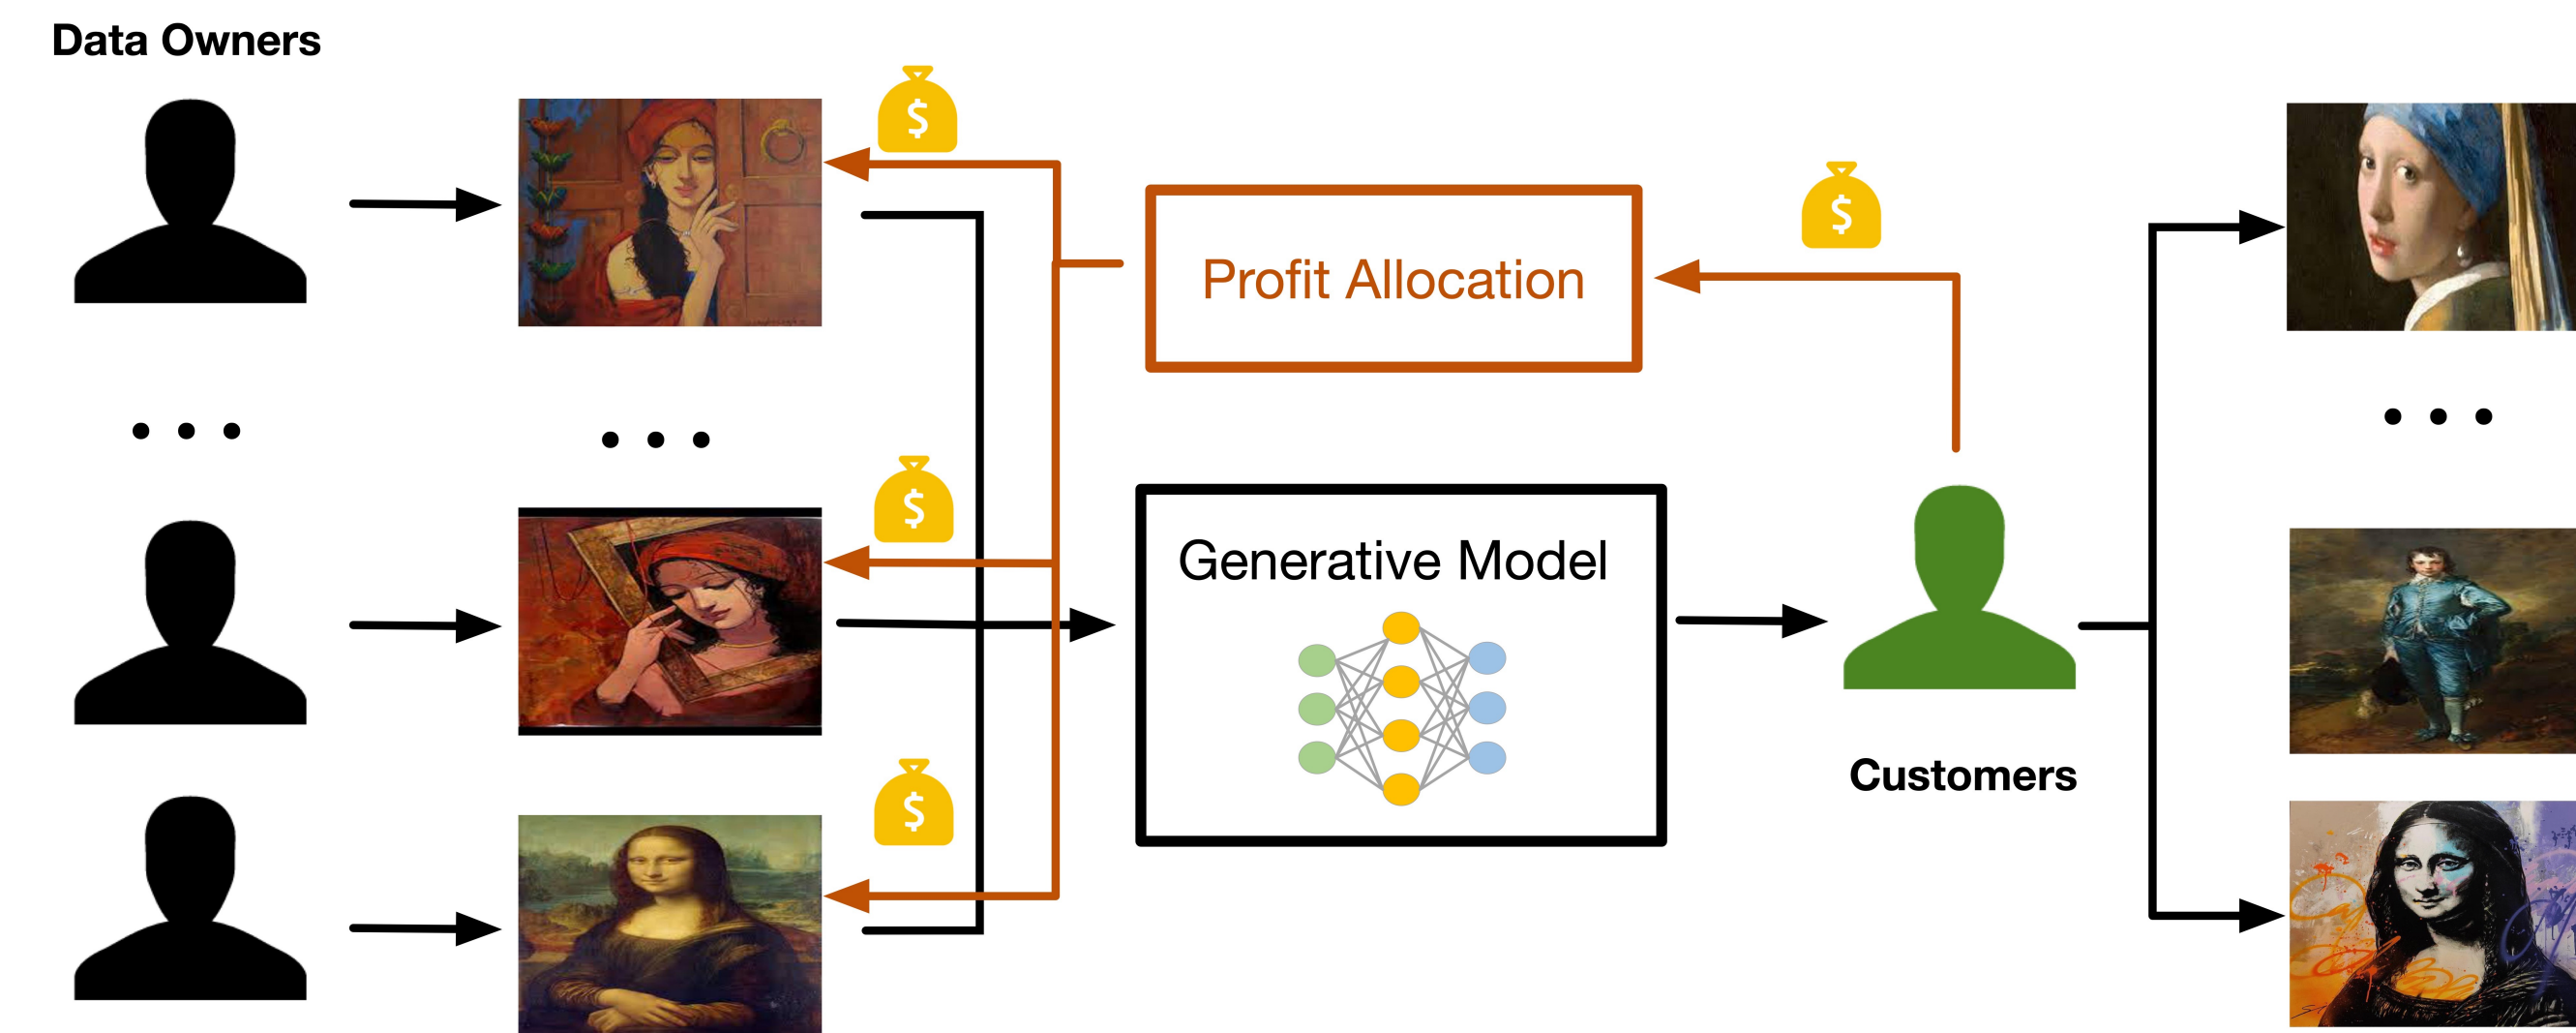 Data Owners
$
$
Profit Allocation
$
Generative Model
$
Customers